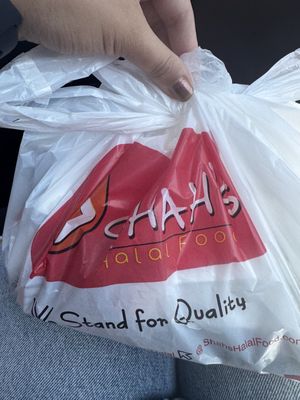 SHAH'S
Halal Food
We Stand for Quality
@ShahsHalalFood.com